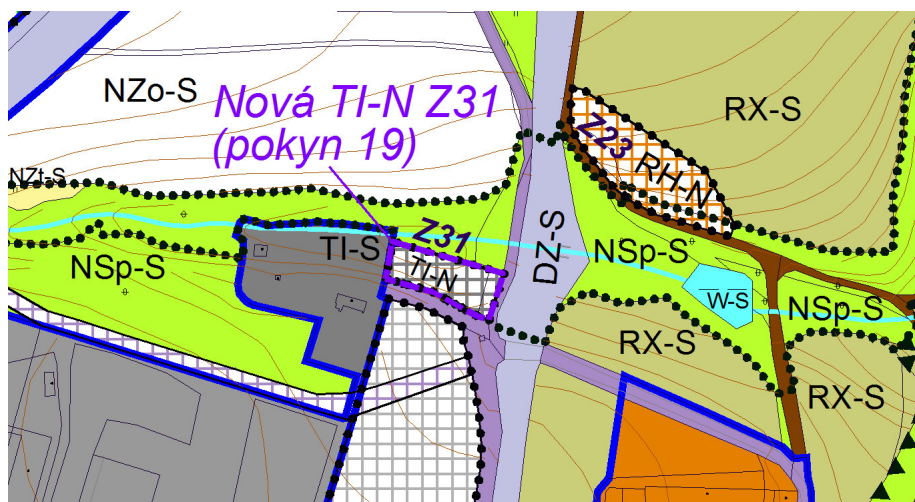 NZo-S
RX-S
Nová TI-N Z31
(pokyn 19)
Z23
RH-N
NZt-S
Z31
TI-S
TI-N
DZ-S
NSp-S
NSp-S
W-S
NSp-S
RX-S
RX-S